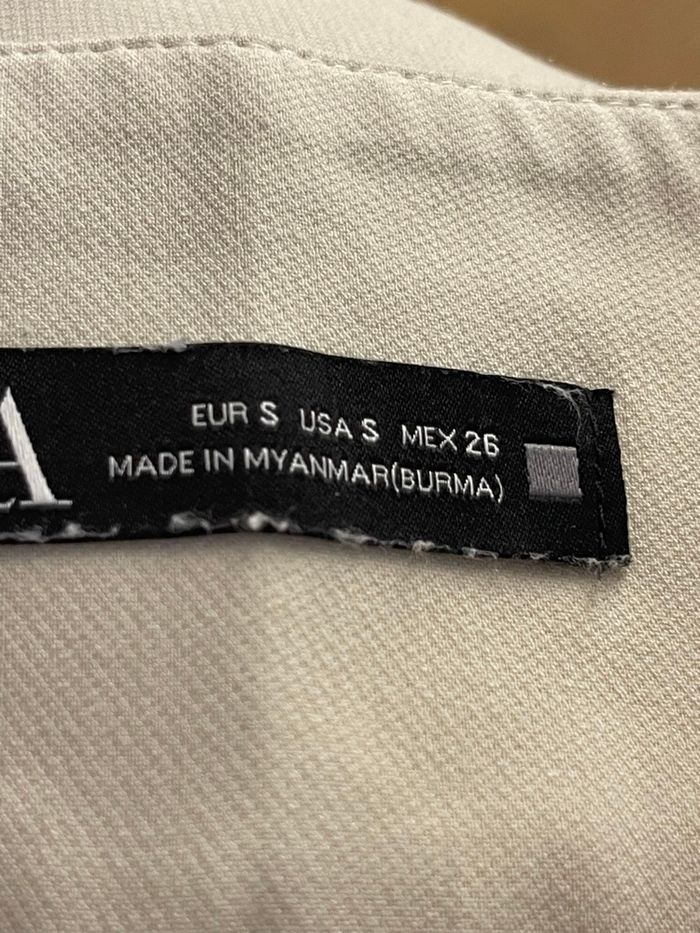 A
EUR S USA S MEX 26
MADE IN MYANMAR(BURMA)